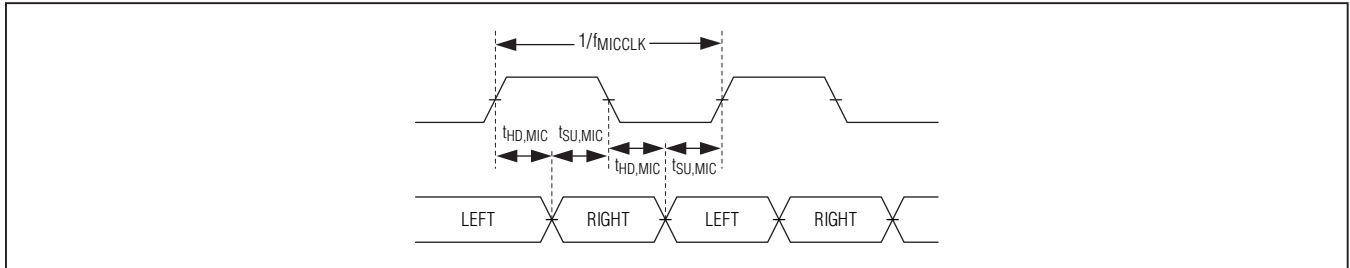 1/fMICCLK
tHD,MIC tSU,MIC
tHD,MIC tSU,MIC
LEFT RIGHT LEFT RIGHT